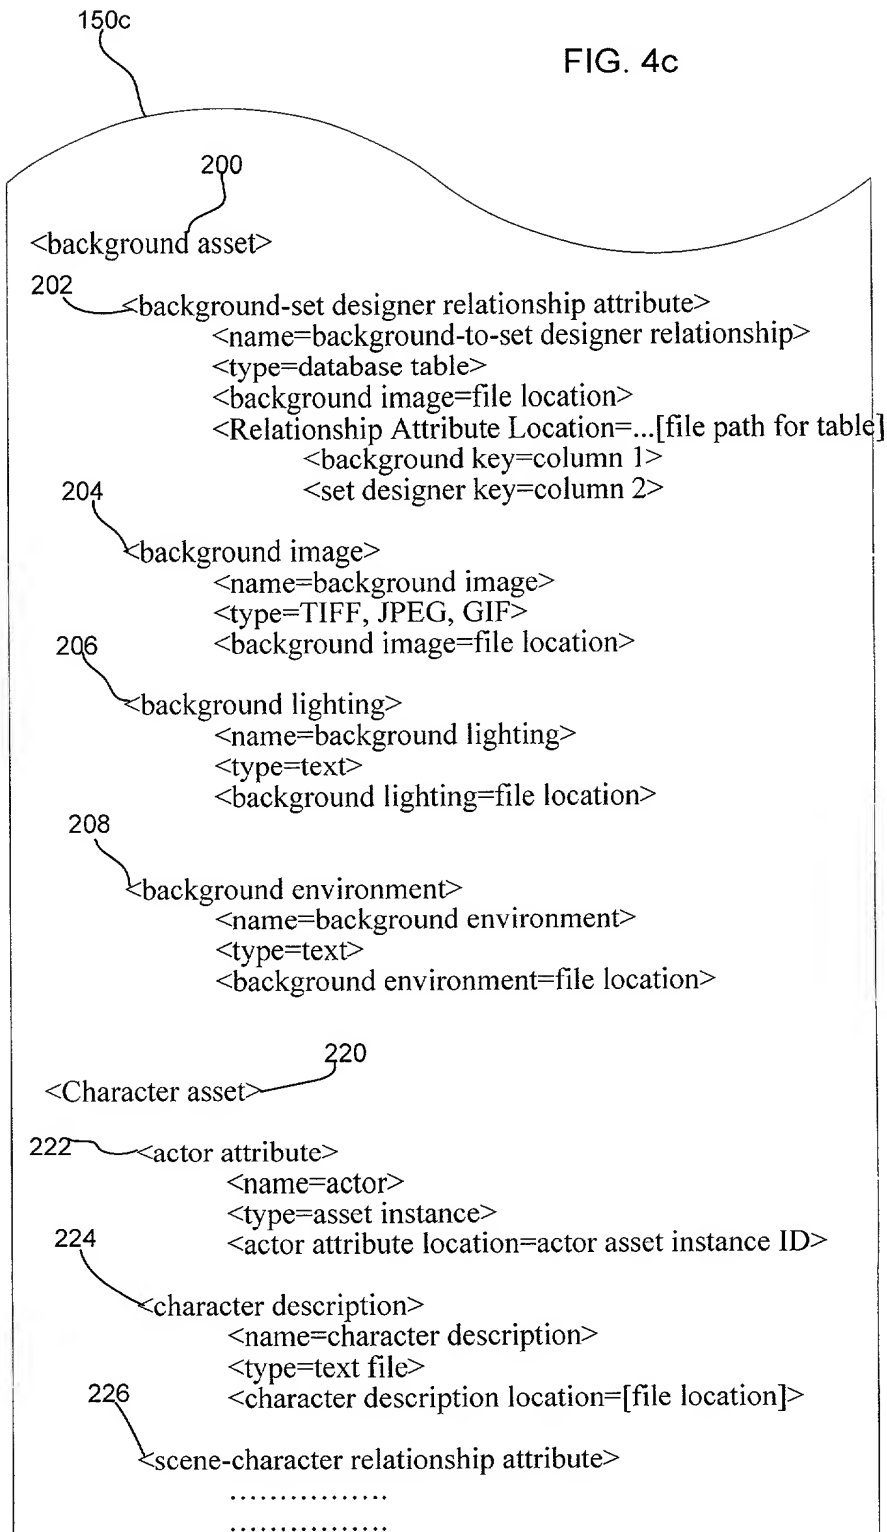 150c
FIG. 4c
200
<background asset>
202
<background-set designer relationship attribute>
<name=background-to-set designer relationship>
<type=database table>
<background image=file location>
<Relationship Attribute Location=...[file path for table]
<background key=column 1>
<set designer key=column 2>
204
<background image>
<name=background image>
<type=TIFF, JPEG, GIF>
<background image=file location>
206
<background lighting>
<name=background lighting>
<type=text>
<background lighting=file location>
208
<background environment>
<name=background environment>
<type=text>
<background environment=file location>
220
<Character asset>
222
<actor attribute>
<name=actor>
<type=asset instance>
<actor attribute location=actor asset instance ID>
224
<character description>
<name=character description>
<type=text file>
<character description location=[file location]>
226
<scene-character relationship attribute>
................
................